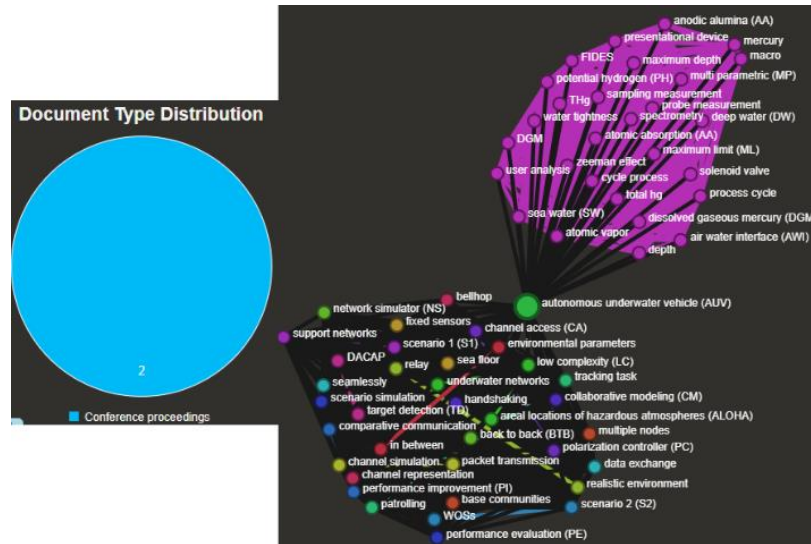 Document Type Distribution
2
Conference proceedings
anodic alumina (AA)
presentational device
mercury
FIDES
maximum depth
macro
potential hydrogen (PH)
multi parametric (MP)
THg
sampling measurement
probe measurement
water tightness
spectrometry
deep water (DW)
DGM
atomic absorption (AA)
maximum limit (ML)
user analysis
zeeman effect
solenoid valve
cycle process
process cycle
total hg
sea water (SW)
dissolved gaseous mercury (DGM
atomic vapor
air water interface (AWI)
depth
bellhop
autonomous underwater vehicle (AUV)
network simulator (NS)
fixed sensors
channel access (CA)
support networks
scenario 1 (S1)
environmental parameters
DACAP
relay
sea floor
low complexity (LC)
tracking task
seamlessly
underwater networks
scenario simulation
handshaking
collaborative modeling (CM)
target detection (TD)
areal locations of hazardous atmospheres (ALOHA)
comparative communication
back to back (BTB)
multiple nodes
in between
polarization controller (PC)
channel simulation
packet transmission
data exchange
channel representation
realistic environment
performance improvement (PI)
base communities
patrolling
WOSs
scenario 2 (S2)
performance evaluation (PE)